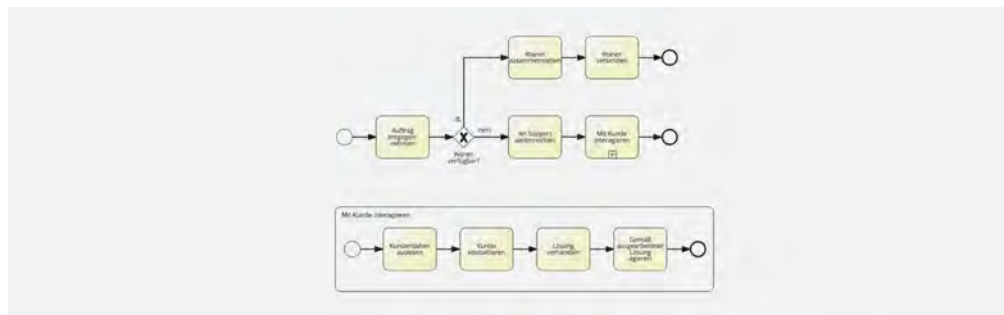 Waren
zusammenstellen
Waren
versenden
ja
Auftrag
entgegen-
nehmen
nein
Waren
verfügbar?
An Support
weiterreichen
Mit Kunde
interagieren
Mit Kunde interagieren
Kundendaten
auslesen
Kunde
kontaktieren
Lösung
verhandeln
Gemäß
ausgearbeiteter
Lösung
agieren